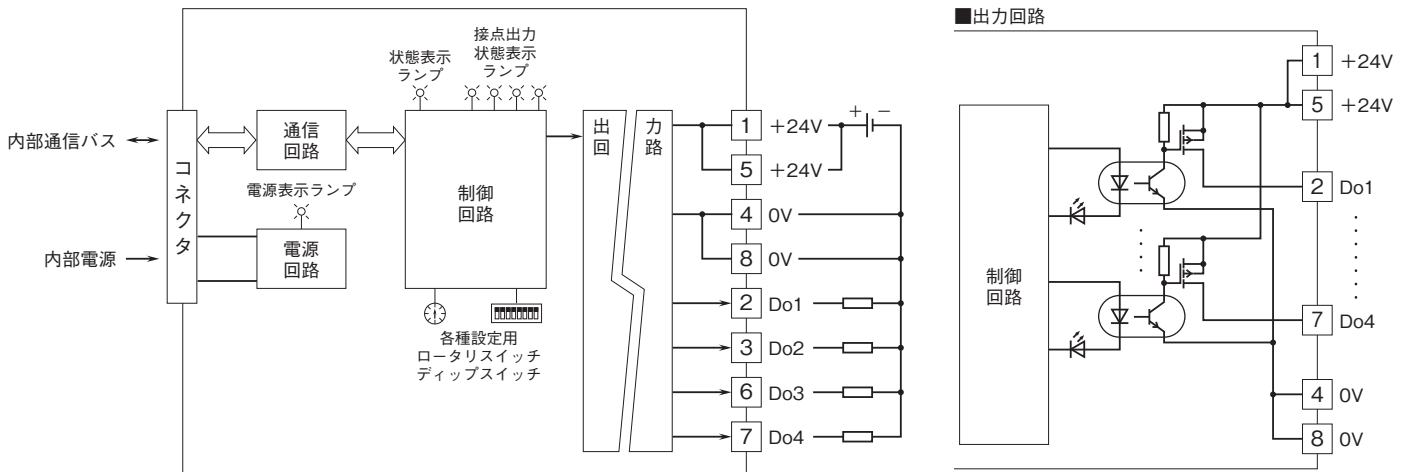 状態表示
ランプ
接点出力
状態表示
ランプ
内部通信バス
コネクタ
通信
回路
電源表示ランプ
内部電源
電源
回路
制御
回路
各種設定用
ロータリスイッチ
ディップスイッチ
出力
回路
+ −
1 +24V
5 +24V
4 0V
8 0V
2 Do1
3 Do2
6 Do3
7 Do4
■出力回路
制御
回路
1 +24V
5 +24V
2 Do1
7 Do4
4 0V
8 0V